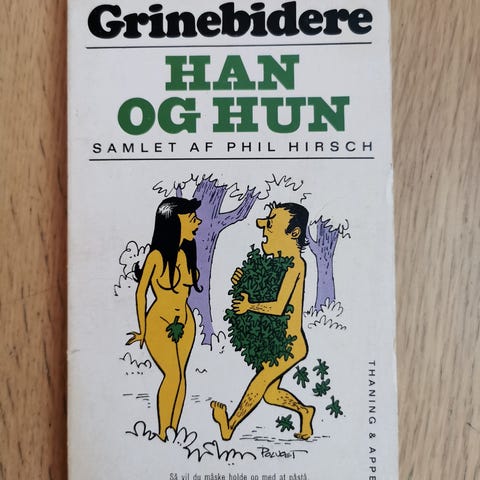 Grinebidere
HAN
OG HUN
SAMLET AF PHIL HIRSCH
THANING & APPE
Så vil du måske holde op med at påstå